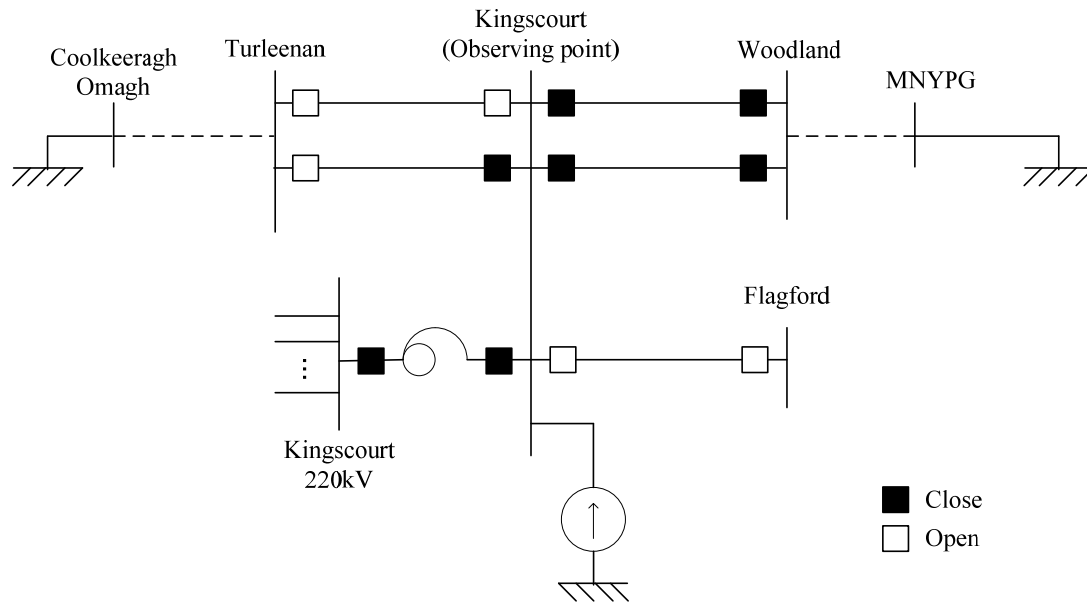 Kingscourt
(Observing point)
Turleenan
Woodland
Coolkeeragh
Omagh
MNYPG
Flagford
Kingscourt
220kV
Close
Open